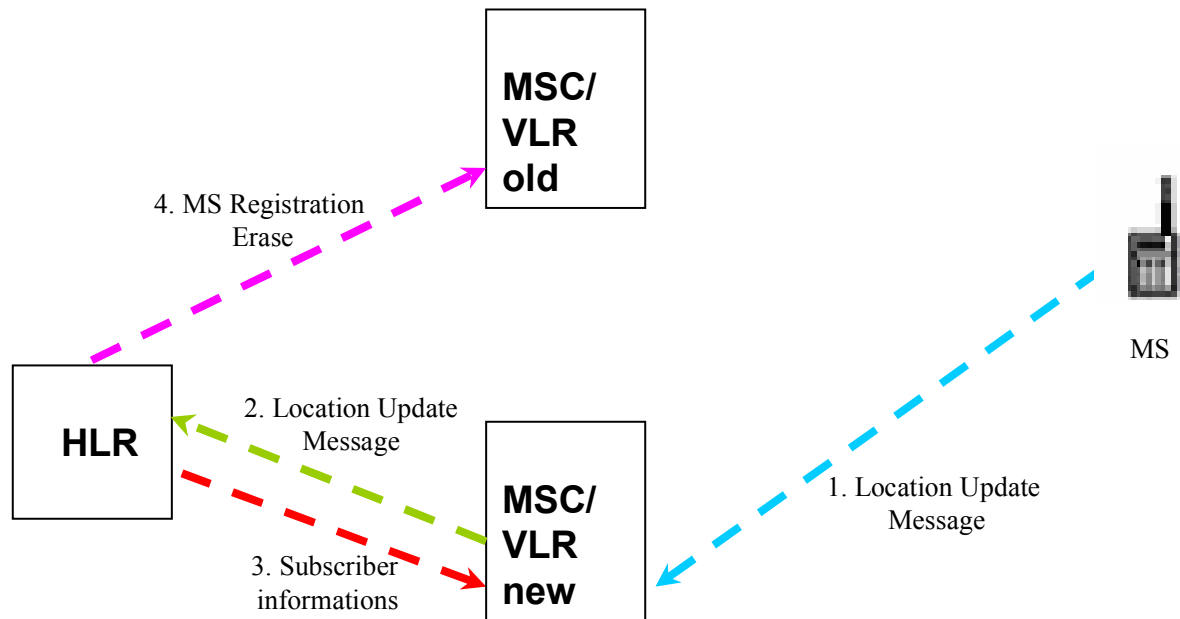 MSC/
VLR
old
4. MS Registration
Erase
MS
HLR
2. Location Update
Message
MSC/
VLR
new
1. Location Update
Message
3. Subscriber
informations